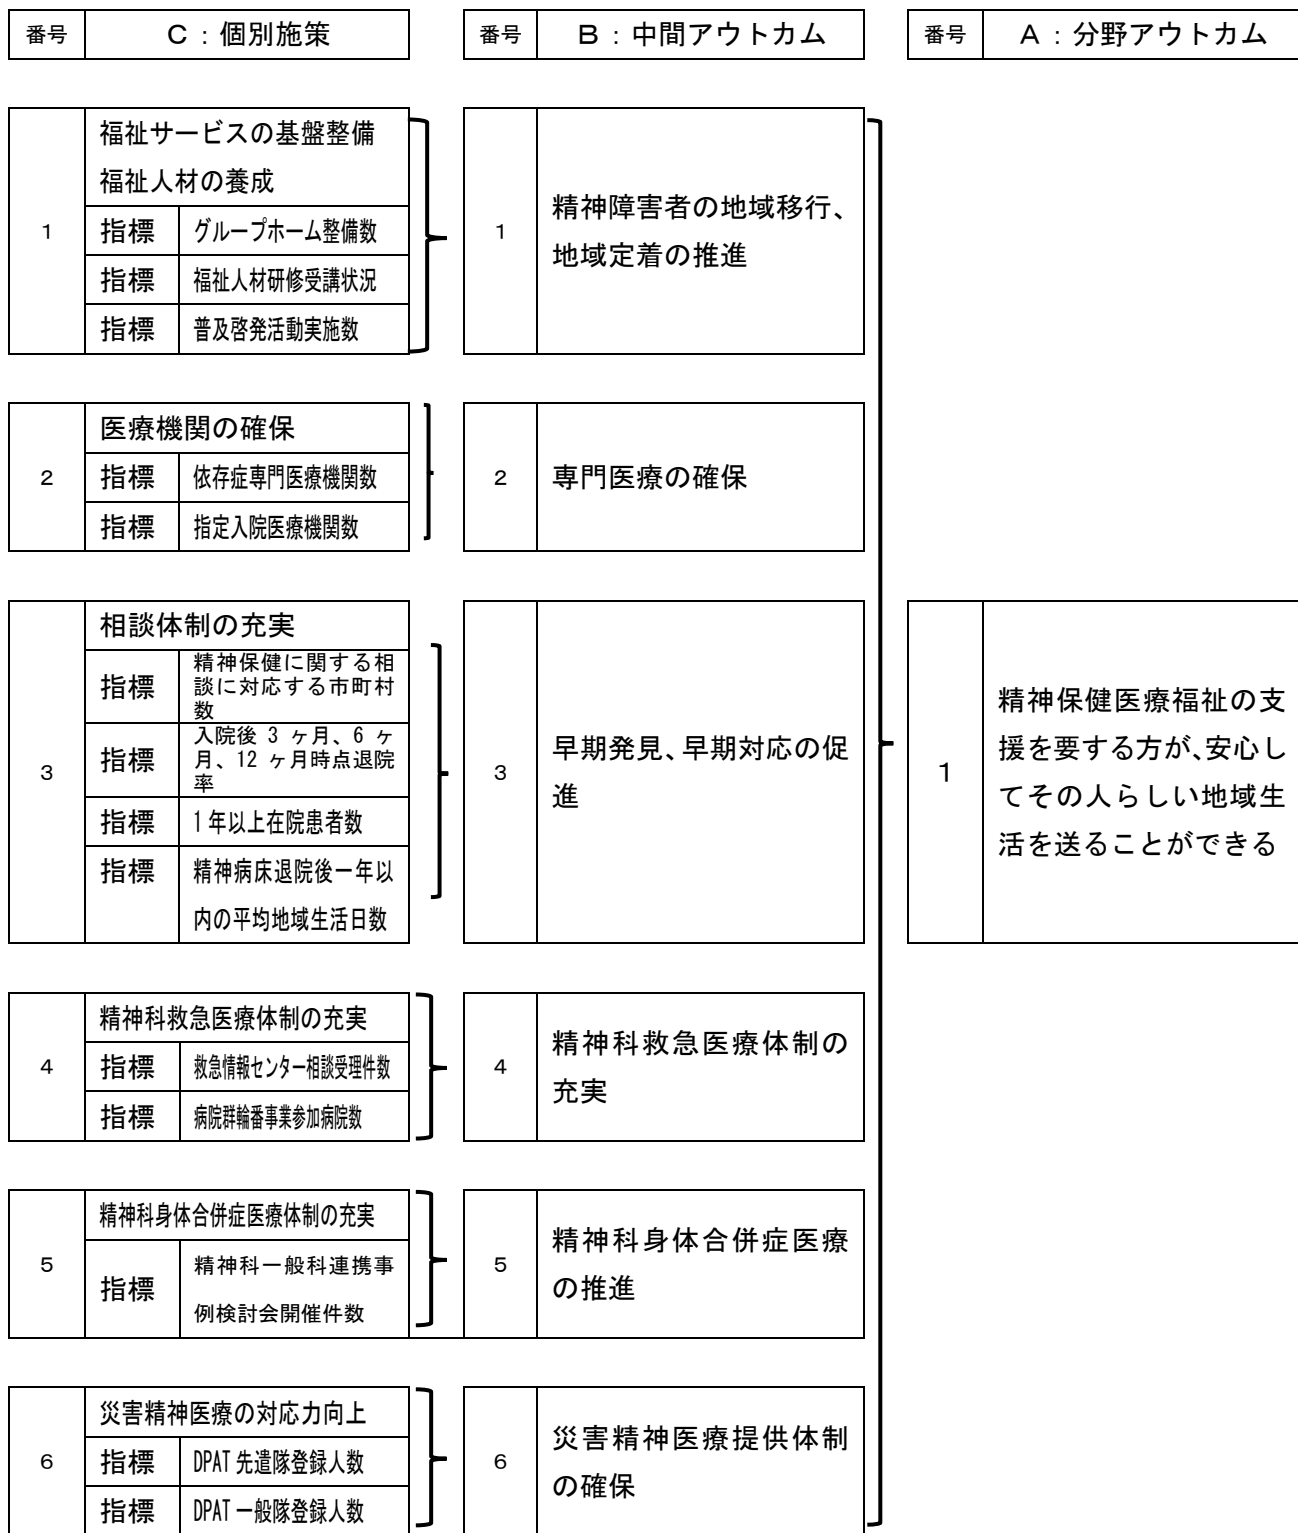 番号 C：個別施策 番号 B：中間アウトカム 番号 A：分野アウトカム
1
福祉サービスの基盤整備
福祉人材の養成
指標 グループホーム整備数
指標 福祉人材研修受講状況
指標 普及啓発活動実施数
1
精神障害者の地域移行、
地域定着の推進
2
医療機関の確保
指標 依存症専門医療機関数
指標 指定入院医療機関数
2
専門医療の確保
3
相談体制の充実
指標
精神保健に関する相
談に対応する市町村
数
指標
入院後 3 ヶ月、6 ヶ
月、12 ヶ月時点退院
率
指標 1年以上在院患者数
指標
精神病床退院後一年以
内の平均地域生活日数
3
早期発見、早期対応の促
進
1
精神保健医療福祉の支
援を要する方が、安心し
てその人らしい地域生
活を送ることができる
4
精神科救急医療体制の充実
指標 救急情報センター相談受理件数
指標 病院群輪番事業参加病院数
4
精神科救急医療体制の
充実
5
精神科身体合併症医療体制の充実
指標
精神科一般科連携事
例検討会開催件数
5
精神科身体合併症医療
の推進
6
災害精神医療の対応力向上
指標 DPAT 先遣隊登録人数
指標 DPAT 一般隊登録人数
6
災害精神医療提供体制
の確保